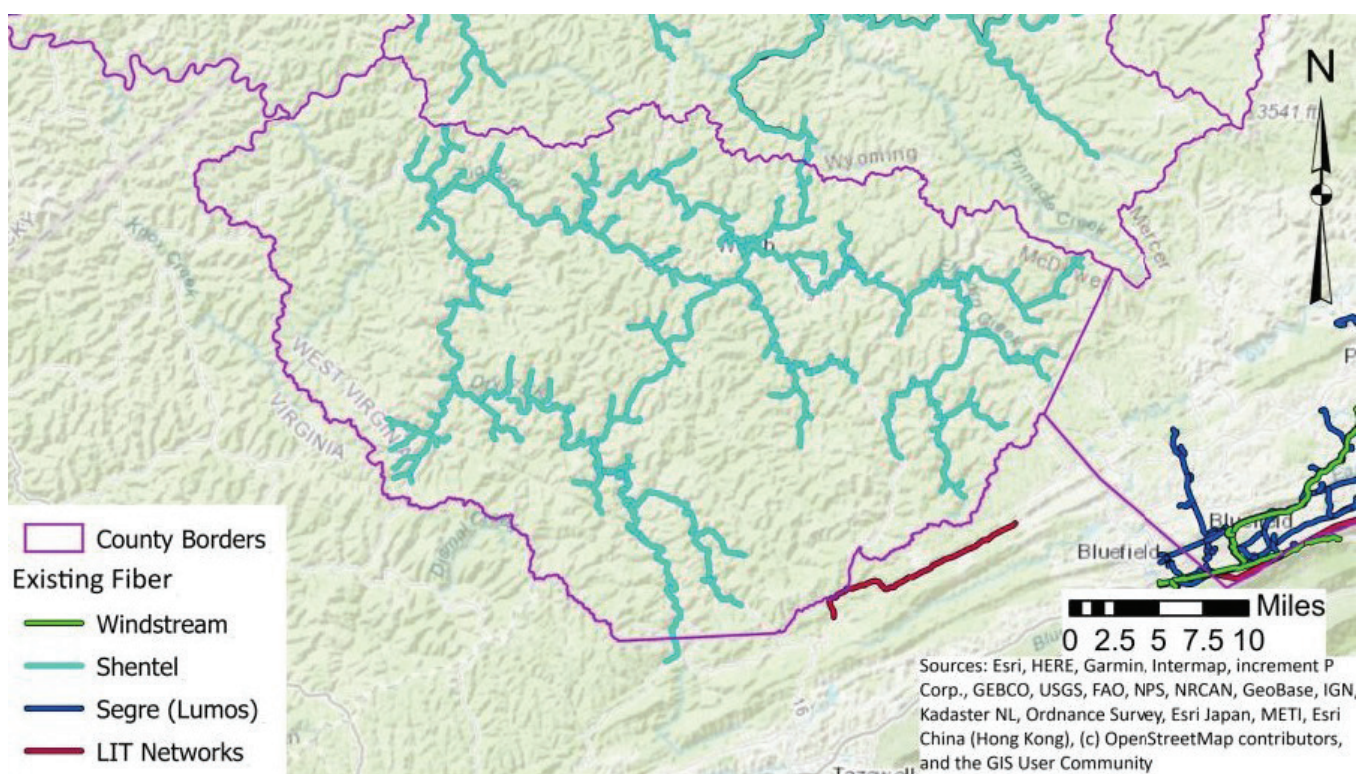 N
3541 ft
Wyoming
Pinnacle Creek
Mercer
McDowell
Knox Creek
WEST VIRGINIA
VIRGINIA
Bluefield
Bluefield
16
County Borders
Existing Fiber
Windstream
Shentel
Segre (Lumos)
LIT Networks
Miles
0 2.5 5 7.5 10
Sources: Esri, HERE, Garmin, Intermap, increment P
Corp., GEBCO, USGS, FAO, NPS, NRCAN, GeoBase, IGN,
Kadaster NL, Ordnance Survey, Esri Japan, METI, Esri
China (Hong Kong), (c) OpenStreetMap contributors,
and the GIS User Community